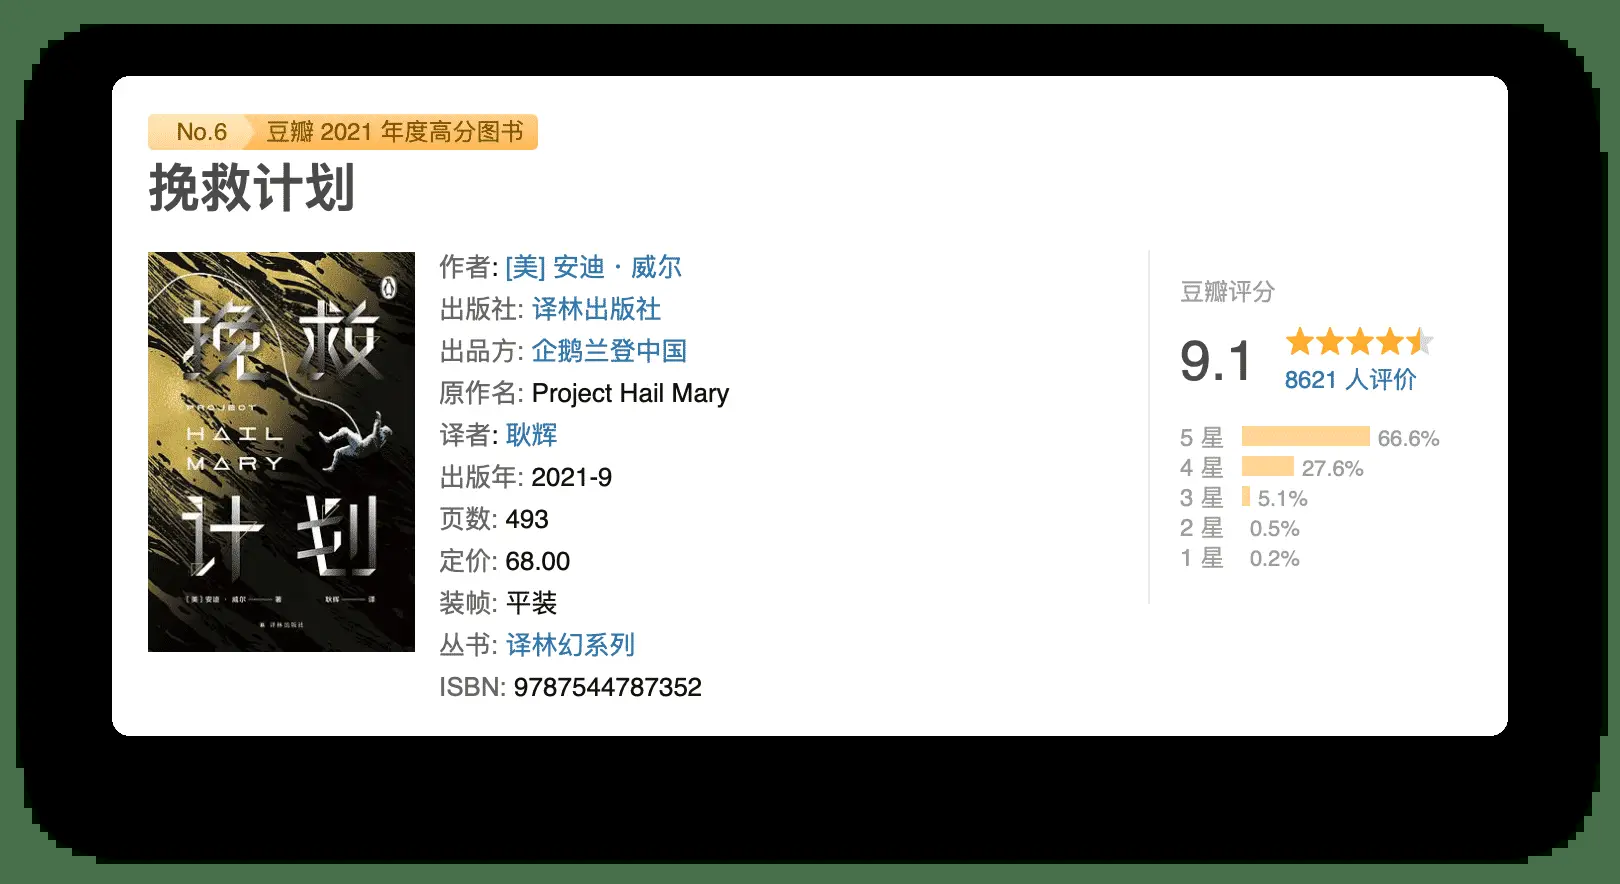 No.6 豆瓣 2021 年度高分图书
挽救计划
挽救
PROJECT
HAIL
MARY
计划
[美]安迪·威尔 著 耿辉 译
译林出版社
作者: [美] 安迪·威尔
出版社: 译林出版社
出品方: 企鹅兰登中国
原作名: Project Hail Mary
译者: 耿辉
出版年: 2021-9
页数: 493
定价: 68.00
装帧: 平装
丛书: 译林幻系列
ISBN: 9787544787352
豆瓣评分
9.1
8621 人评价
5 星 66.6%
4 星 27.6%
3 星 5.1%
2 星 0.5%
1 星 0.2%